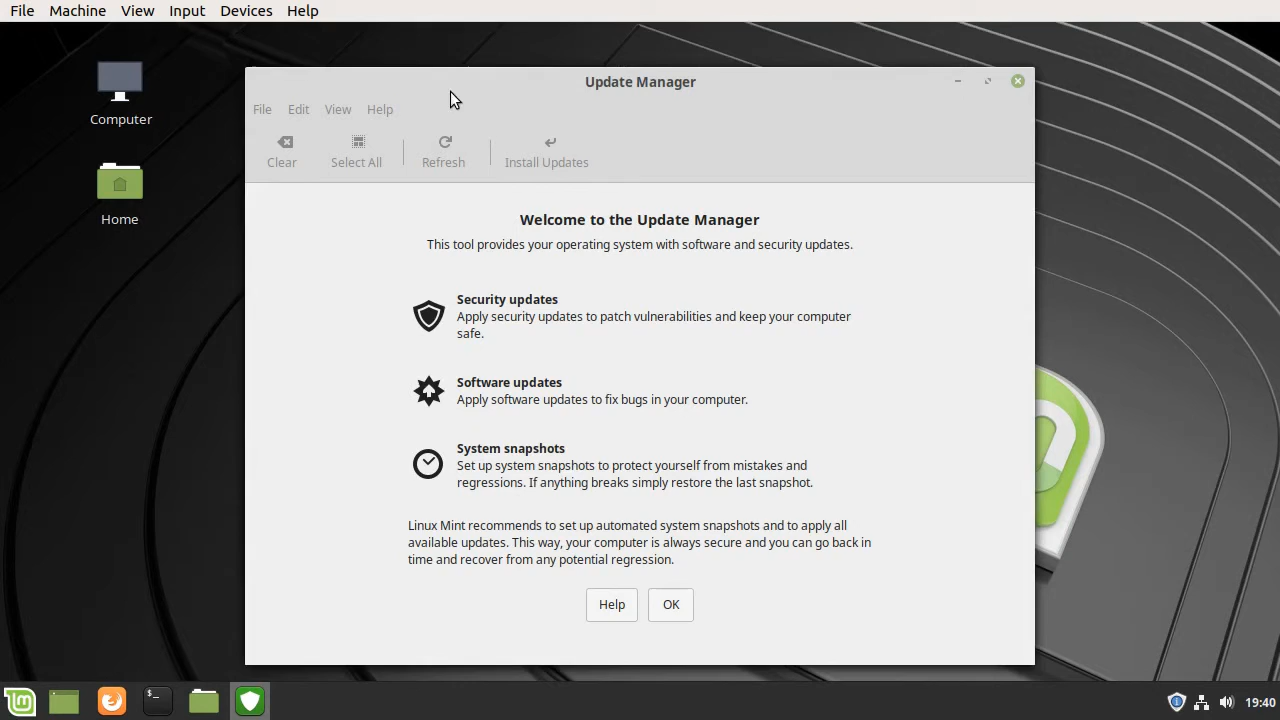 File Machine View Input Devices Help
Computer
Home
Update Manager
File Edit View Help
Clear Select All Refresh Install Updates
Welcome to the Update Manager
This tool provides your operating system with software and security updates.
Security updates
Apply security updates to patch vulnerabilities and keep your computer
safe.
Software updates
Apply software updates to fix bugs in your computer.
System snapshots
Set up system snapshots to protect yourself from mistakes and
regressions. If anything breaks simply restore the last snapshot.
Linux Mint recommends to set up automated system snapshots and to apply all
available updates. This way, your computer is always secure and you can go back in
time and recover from any potential regression.
Help OK
$_
19:40